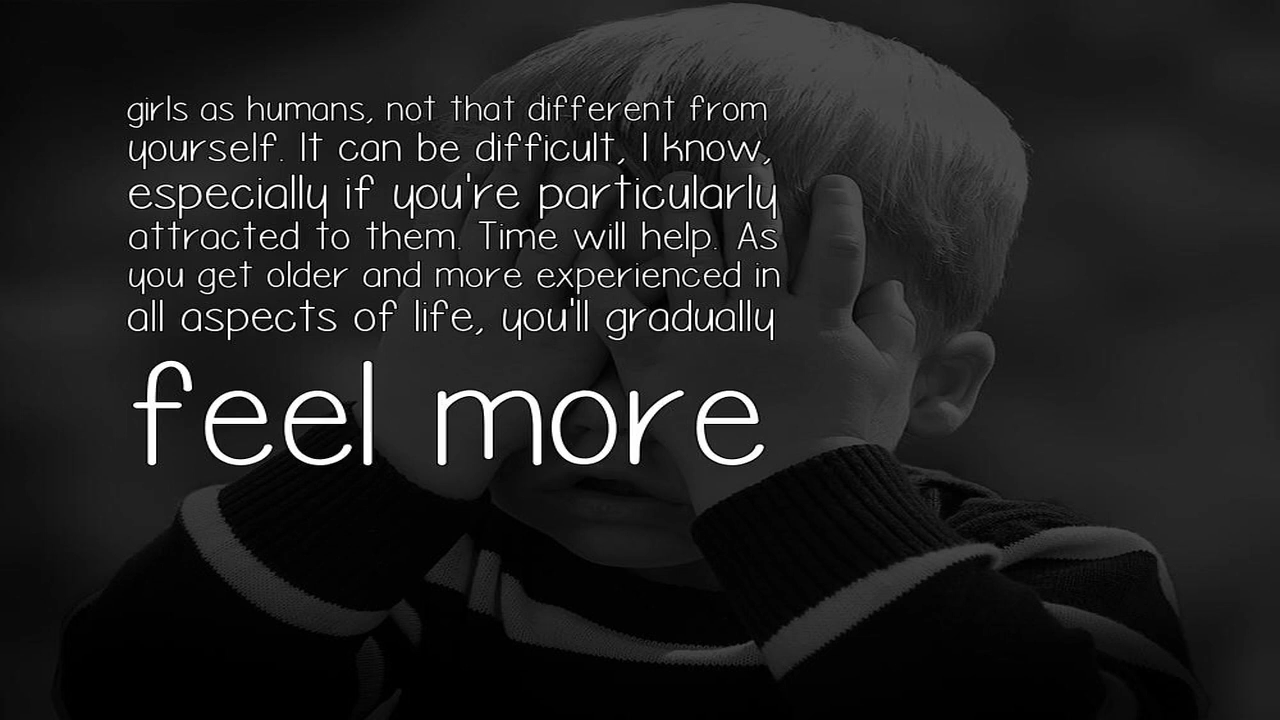 girls as humans, not that different from
yourself. It can be difficult, I know,
especially if you're particularly
attracted to them. Time will help. As
you get older and more experienced in
all aspects of life, you'll gradually
feel more